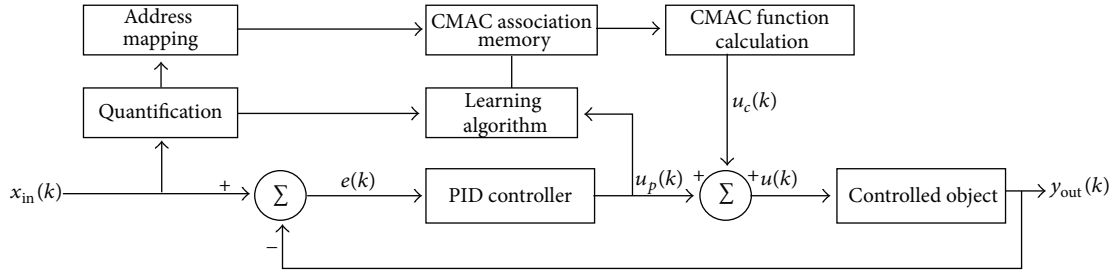 Address
mapping
CMAC association
memory
CMAC function
calculation
Quantification
Learning
algorithm
u_c(k)
x_in(k)
+
Σ
e(k)
PID controller
u_p(k)
+
Σ
+
u(k)
Controlled object
y_out(k)
−